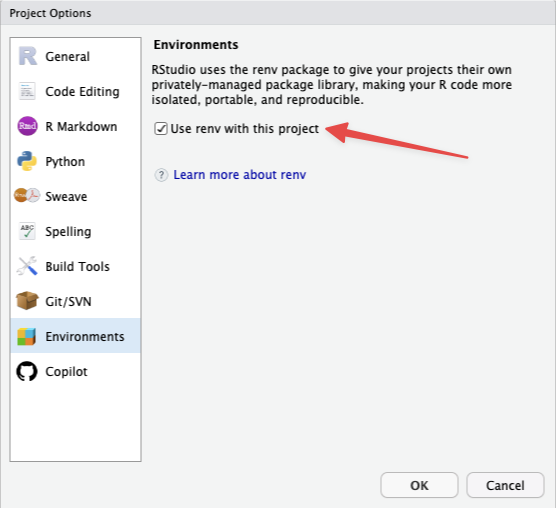 Project Options
R
General
Code Editing
Rmd
R Markdown
Python
Sweave
ABC
Spelling
Build Tools
Git/SVN
Environments
Copilot
Environments
RStudio uses the renv package to give your projects their own
privately-managed package library, making your R code more
isolated, portable, and reproducible.
Use renv with this project
? Learn more about renv
OK
Cancel